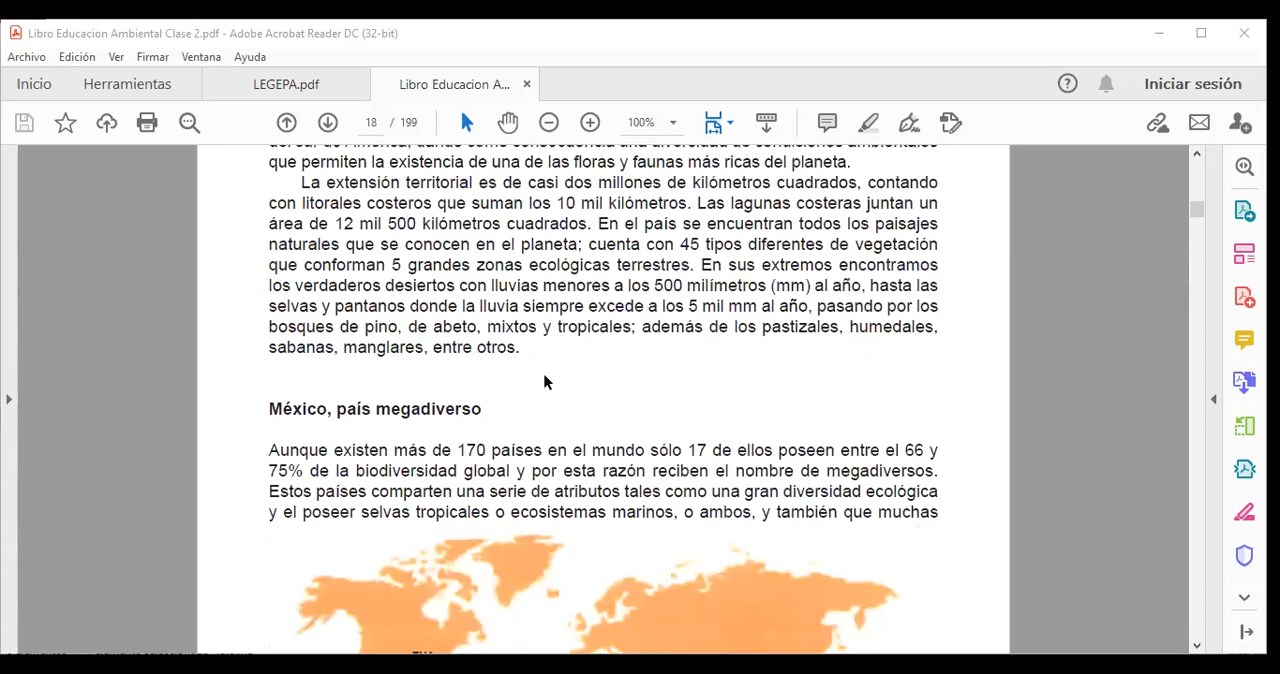 Libro Educacion Ambiental Clase 2.pdf - Adobe Acrobat Reader DC (32-bit)
Archivo Edición Ver Firmar Ventana Ayuda
Inicio Herramientas LEGEPA.pdf Libro Educacion A... Iniciar sesión
18 / 199 100%
del sur de América, dando como consecuencia una diversidad de condiciones ambientales
que permiten la existencia de una de las floras y faunas más ricas del planeta.
La extensión territorial es de casi dos millones de kilómetros cuadrados, contando
con litorales costeros que suman los 10 mil kilómetros. Las lagunas costeras juntan un
área de 12 mil 500 kilómetros cuadrados. En el país se encuentran todos los paisajes
naturales que se conocen en el planeta; cuenta con 45 tipos diferentes de vegetación
que conforman 5 grandes zonas ecológicas terrestres. En sus extremos encontramos
los verdaderos desiertos con lluvias menores a los 500 milímetros (mm) al año, hasta las
selvas y pantanos donde la lluvia siempre excede a los 5 mil mm al año, pasando por los
bosques de pino, de abeto, mixtos y tropicales; además de los pastizales, humedales,
sabanas, manglares, entre otros.
México, país megadiverso
Aunque existen más de 170 países en el mundo sólo 17 de ellos poseen entre el 66 y
75% de la biodiversidad global y por esta razón reciben el nombre de megadiversos.
Estos países comparten una serie de atributos tales como una gran diversidad ecológica
y el poseer selvas tropicales o ecosistemas marinos, o ambos, y también que muchas